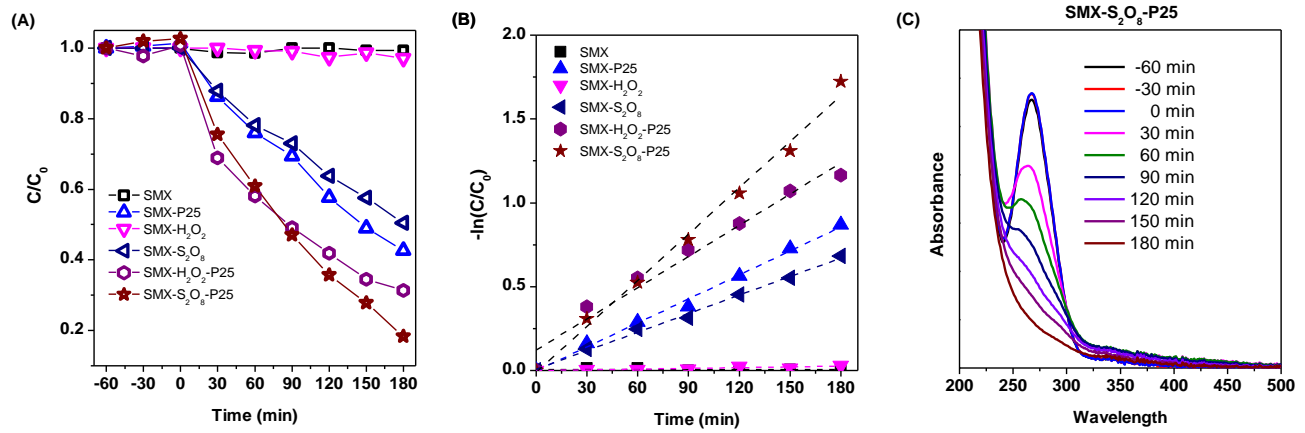 (A)
C/C0
1.0
0.8
0.6
0.4
0.2
SMX
SMX-P25
SMX-H2O2
SMX-S2O8
SMX-H2O2-P25
SMX-S2O8-P25
-60 -30 0 30 60 90 120 150 180
Time (min)
(B)
-ln(C/C0)
-2.0
1.5
1.0
0.5
0.0
SMX
SMX-P25
SMX-H2O2
SMX-S2O8
SMX-H2O2-P25
SMX-S2O8-P25
0 30 60 90 120 150 180
Time (min)
(C)
SMX-S2O8-P25
Absorbance
-60 min
-30 min
0 min
30 min
60 min
90 min
120 min
150 min
180 min
200 250 300 350 400 450 500
Wavelength